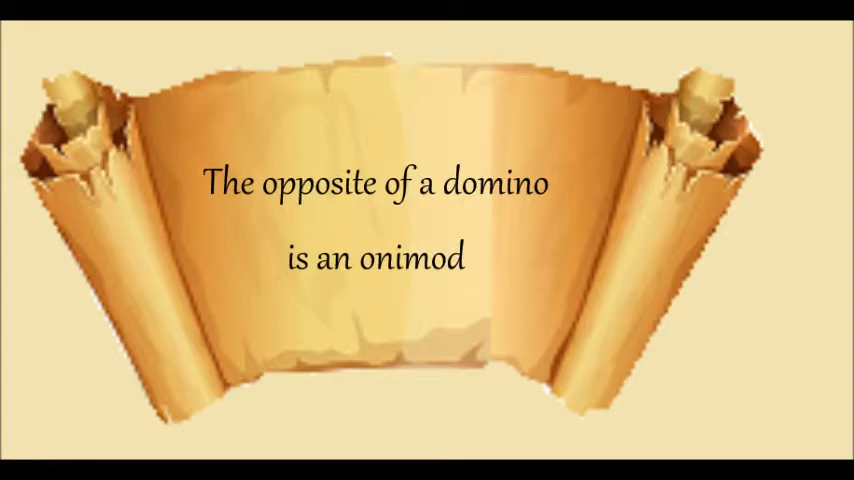 The opposite of a domino
is an onimod